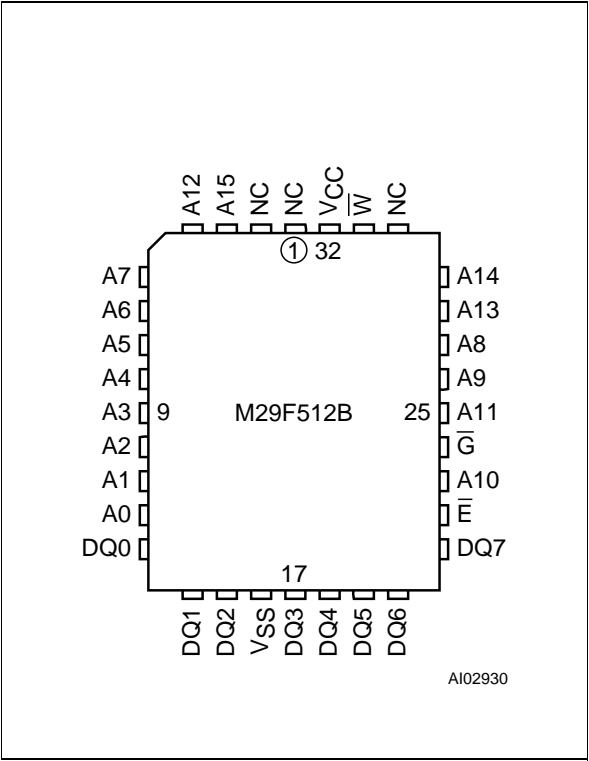 A12 A15 NC NC VCC W̅ NC
1 32
A7 A14
A6 A13
A5 A8
A4 A9
A3 9 M29F512B 25 A11
A2 G̅
A1 A10
A0 E̅
DQ0 DQ7
17
DQ1 DQ2 VSS DQ3 DQ4 DQ5 DQ6
AI02930